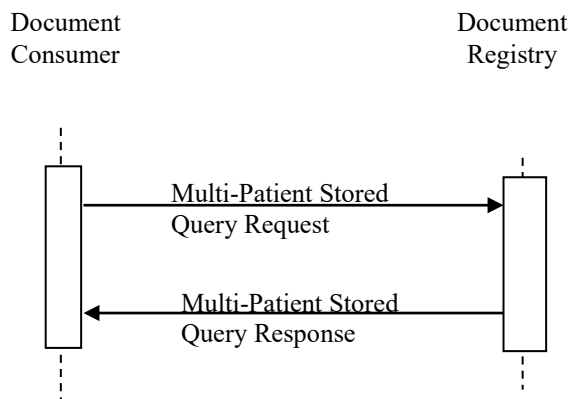 Document
Consumer
Document
Registry
Multi-Patient Stored
Query Request
Multi-Patient Stored
Query Response